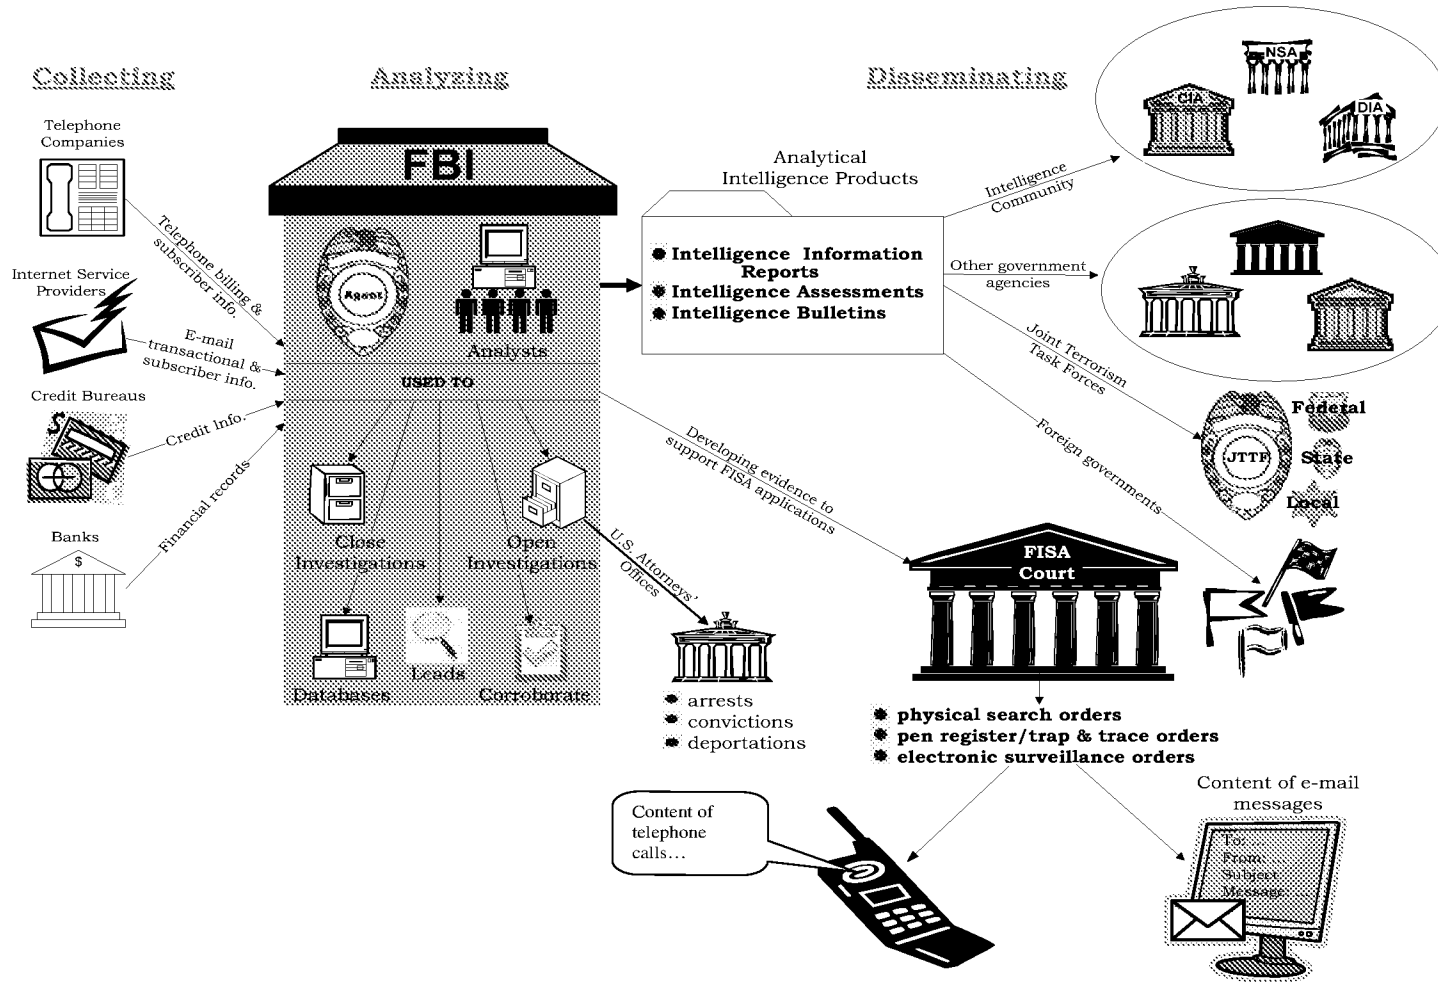 Collecting
Analyzing
Disseminating
Telephone
Companies
Telephone billing &
subscriber info.
Internet Service
Providers
E-mail
transactional &
subscriber info.
Credit Bureaus
$
Credit Info.
Banks
$
Financial records
FBI
Agent
Analysts
USED TO
Close
Investigations
Open
Investigations
Databases
Leads
Corroborate
Analytical
Intelligence Products
Intelligence Information
Reports
Intelligence Assessments
Intelligence Bulletins
Intelligence
Community
NSA
CIA
DIA
Other government
agencies
Joint Terrorism
Task Forces
JTTF
Federal
State
Local
Foreign governments
Developing evidence to
support FISA applications
U.S. Attorneys'
Offices
arrests
convictions
deportations
FISA
Court
physical search orders
pen register/trap & trace orders
electronic surveillance orders
Content of
telephone
calls…
Content of e-mail
messages
To: ...
From: ...
Subject...
Message...